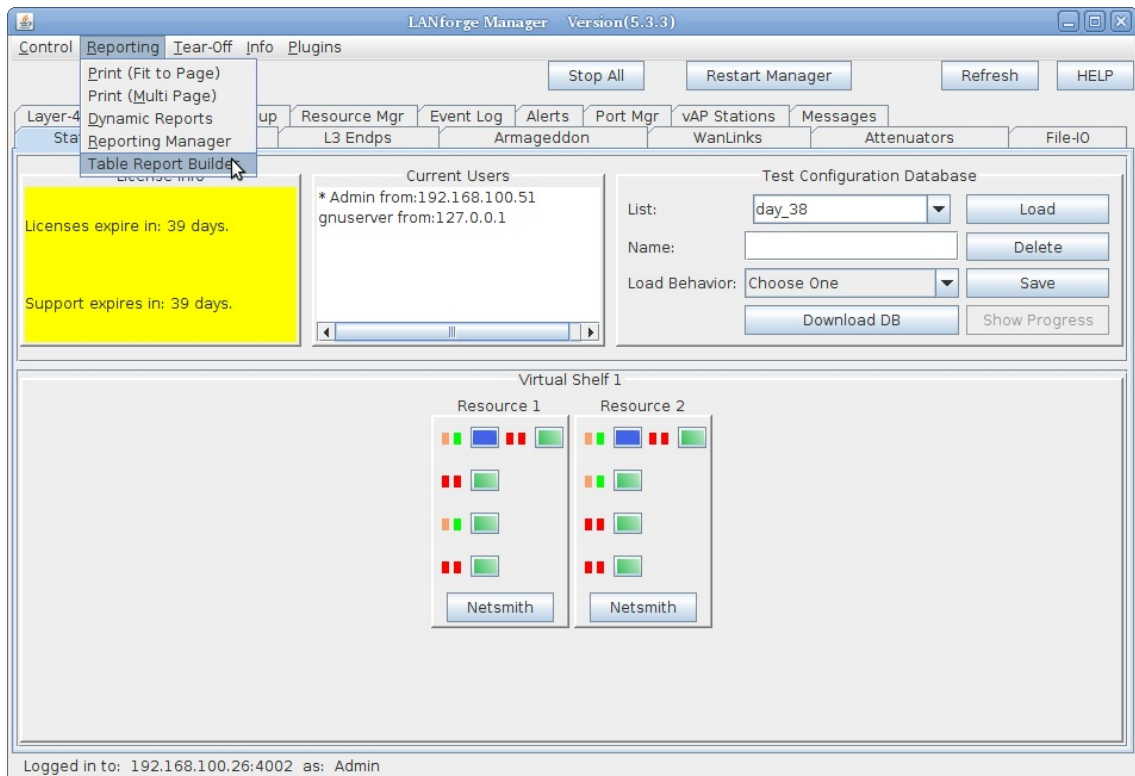 LANforge Manager Version(5.3.3)
Control Reporting Tear-Off Info Plugins
Print (Fit to Page)
Print (Multi Page)
Dynamic Reports
Reporting Manager
Table Report Builde
Stop All Restart Manager Refresh HELP
Layer-4 up Resource Mgr Event Log Alerts Port Mgr vAP Stations Messages
Sta L3 Endps Armageddon WanLinks Attenuators File-IO
License Info
Licenses expire in: 39 days.
Support expires in: 39 days.
Current Users
* Admin from:192.168.100.51
gnuserver from:127.0.0.1
Test Configuration Database
List: day_38 Load
Name: Delete
Load Behavior: Choose One Save
Download DB Show Progress
Virtual Shelf 1
Resource 1 Resource 2
Netsmith Netsmith
Logged in to: 192.168.100.26:4002 as: Admin